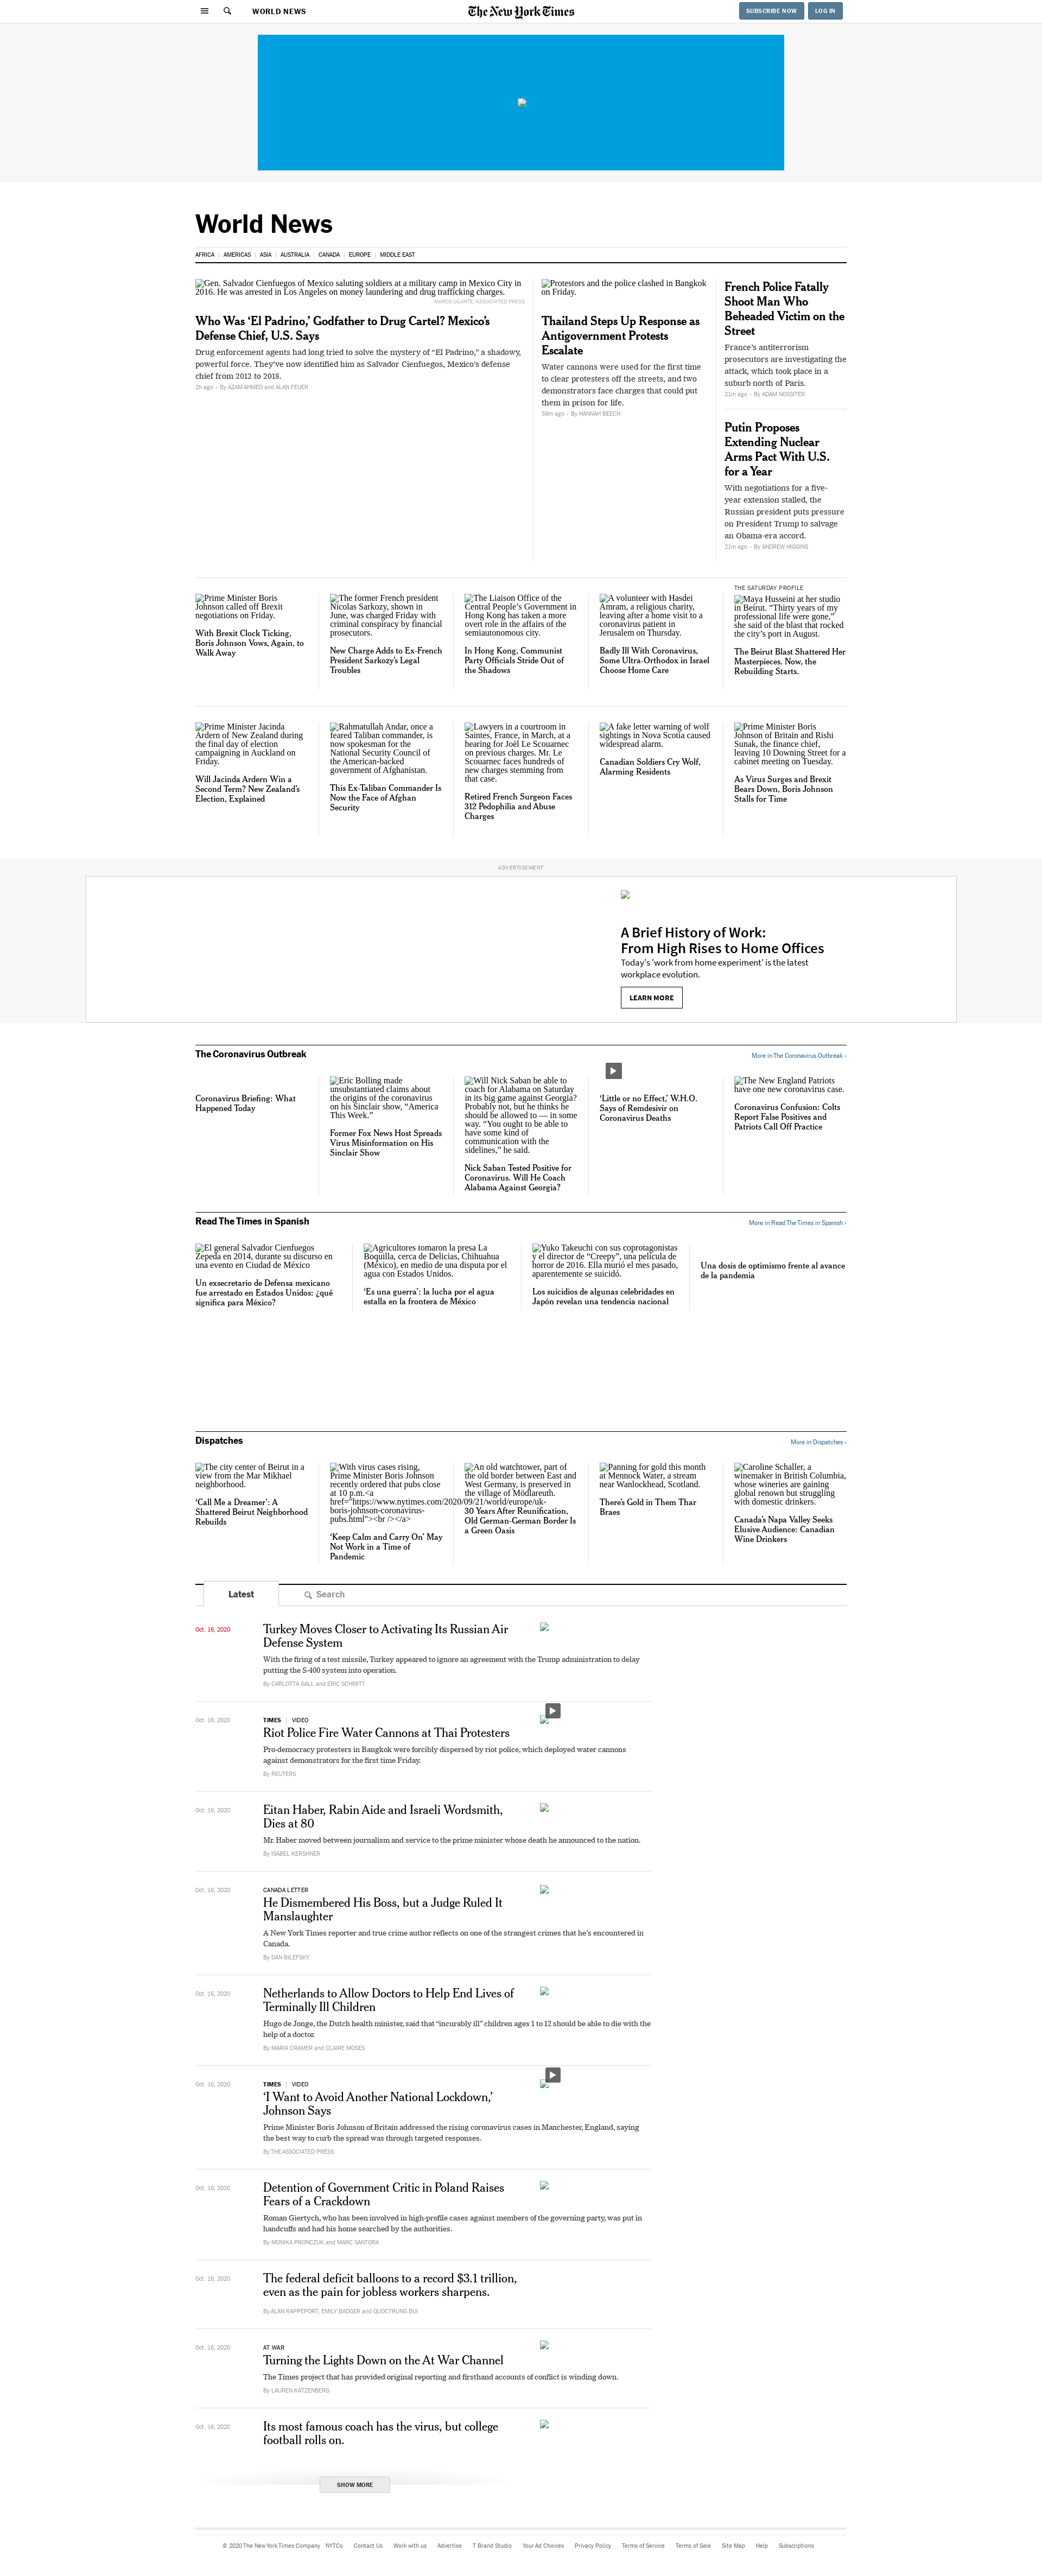 WORLD NEWS
The New York Times
SUBSCRIBE NOW
LOG IN
World News
AFRICA
AMERICAS
ASIA
AUSTRALIA
CANADA
EUROPE
MIDDLE EAST
Gen. Salvador Cienfuegos of Mexico saluting soldiers at a military camp in Mexico City in
2016. He was arrested in Los Angeles on money laundering and drug trafficking charges.
MARCO UGARTE/ASSOCIATED PRESS
Who Was ‘El Padrino,’ Godfather to Drug Cartel? Mexico’s
Defense Chief, U.S. Says
Drug enforcement agents had long tried to solve the mystery of “El Padrino,” a shadowy,
powerful force. They’ve now identified him as Salvador Cienfuegos, Mexico’s defense
chief from 2012 to 2018.
2h ago · By AZAM AHMED and ALAN FEUER
Protestors and the police clashed in Bangkok
on Friday.
Thailand Steps Up Response as
Antigovernment Protests
Escalate
Water cannons were used for the first time
to clear protesters off the streets, and two
demonstrators face charges that could put
them in prison for life.
59m ago · By HANNAH BEECH
French Police Fatally
Shoot Man Who
Beheaded Victim on the
Street
France’s antiterrorism
prosecutors are investigating the
attack, which took place in a
suburb north of Paris.
21m ago · By ADAM NOSSITER
Putin Proposes
Extending Nuclear
Arms Pact With U.S.
for a Year
With negotiations for a five-
year extension stalled, the
Russian president puts pressure
on President Trump to salvage
an Obama-era accord.
21m ago · By ANDREW HIGGINS
Prime Minister Boris
Johnson called off Brexit
negotiations on Friday.
With Brexit Clock Ticking,
Boris Johnson Vows, Again, to
Walk Away
The former French president
Nicolas Sarkozy, shown in
June, was charged Friday with
criminal conspiracy by financial
prosecutors.
New Charge Adds to Ex-French
President Sarkozy’s Legal
Troubles
The Liaison Office of the
Central People’s Government in
Hong Kong has taken a more
overt role in the affairs of the
semiautonomous city.
In Hong Kong, Communist
Party Officials Stride Out of
the Shadows
A volunteer with Hasdei
Amram, a religious charity,
leaving after a home visit to a
coronavirus patient in
Jerusalem on Thursday.
Badly Ill With Coronavirus,
Some Ultra-Orthodox in Israel
Choose Home Care
THE SATURDAY PROFILE
Maya Husseini at her studio
in Beirut. “Thirty years of my
professional life were gone,”
she said of the blast that rocked
the city’s port in August.
The Beirut Blast Shattered Her
Masterpieces. Now, the
Rebuilding Starts.
Prime Minister Jacinda
Ardern of New Zealand during
the final day of election
campaigning in Auckland on
Friday.
Will Jacinda Ardern Win a
Second Term? New Zealand’s
Election, Explained
Rahmatullah Andar, once a
feared Taliban commander, is
now spokesman for the
National Security Council of
the American-backed
government of Afghanistan.
This Ex-Taliban Commander Is
Now the Face of Afghan
Security
Lawyers in a courtroom in
Saintes, France, in March, at a
hearing for Joël Le Scouarnec
on previous charges. Mr. Le
Scouarnec faces hundreds of
new charges stemming from
that case.
Retired French Surgeon Faces
312 Pedophilia and Abuse
Charges
A fake letter warning of wolf
sightings in Nova Scotia caused
widespread alarm.
Canadian Soldiers Cry Wolf,
Alarming Residents
Prime Minister Boris
Johnson of Britain and Rishi
Sunak, the finance chief,
leaving 10 Downing Street for a
cabinet meeting on Tuesday.
As Virus Surges and Brexit
Bears Down, Boris Johnson
Stalls for Time
ADVERTISEMENT
A Brief History of Work:
From High Rises to Home Offices
Today's 'work from home experiment' is the latest
workplace evolution.
LEARN MORE
The Coronavirus Outbreak
More in The Coronavirus Outbreak ›
Coronavirus Briefing: What
Happened Today
Eric Bolling made
unsubstantiated claims about
the origins of the coronavirus
on his Sinclair show, “America
This Week.”
Former Fox News Host Spreads
Virus Misinformation on His
Sinclair Show
Will Nick Saban be able to
coach for Alabama on Saturday
in its big game against Georgia?
Probably not, but he thinks he
should be allowed to — in some
way. “You ought to be able to
have some kind of
communication with the
sidelines,” he said.
Nick Saban Tested Positive for
Coronavirus. Will He Coach
Alabama Against Georgia?
‘Little or no Effect,’ W.H.O.
Says of Remdesivir on
Coronavirus Deaths
The New England Patriots
have one new coronavirus case.
Coronavirus Confusion: Colts
Report False Positives and
Patriots Call Off Practice
Read The Times in Spanish
More in Read The Times in Spanish ›
El general Salvador Cienfuegos
Zepeda en 2014, durante su discurso en
una evento en Ciudad de México
Un exsecretario de Defensa mexicano
fue arrestado en Estados Unidos: ¿qué
significa para México?
Agricultores tomaron la presa La
Boquilla, cerca de Delicias, Chihuahua
(México), en medio de una disputa por el
agua con Estados Unidos.
‘Es una guerra’: la lucha por el agua
estalla en la frontera de México
Yuko Takeuchi con sus coprotagonistas
y el director de “Creepy”, una película de
horror de 2016. Ella murió el mes pasado,
aparentemente se suicidó.
Los suicidios de algunas celebridades en
Japón revelan una tendencia nacional
Una dosis de optimismo frente al avance
de la pandemia
Dispatches
More in Dispatches ›
The city center of Beirut in a
view from the Mar Mikhael
neighborhood.
‘Call Me a Dreamer’: A
Shattered Beirut Neighborhood
Rebuilds
With virus cases rising,
Prime Minister Boris Johnson
recently ordered that pubs close
at 10 p.m.<a
href="https://www.nytimes.com/2020/09/21/world/europe/uk-
boris-johnson-coronavirus-
pubs.html"><br /></a>
‘Keep Calm and Carry On’ May
Not Work in a Time of
Pandemic
An old watchtower, part of
the old border between East and
West Germany, is preserved in
the village of Mödlareuth.
30 Years After Reunification,
Old German-German Border Is
a Green Oasis
Panning for gold this month
at Mennock Water, a stream
near Wanlockhead, Scotland.
There’s Gold in Them Thar
Braes
Caroline Schaller, a
winemaker in British Columbia,
whose wineries are gaining
global renown but struggling
with domestic drinkers.
Canada’s Napa Valley Seeks
Elusive Audience: Canadian
Wine Drinkers
Latest
Search
Oct. 16, 2020
Turkey Moves Closer to Activating Its Russian Air
Defense System
With the firing of a test missile, Turkey appeared to ignore an agreement with the Trump administration to delay
putting the S-400 system into operation.
By CARLOTTA GALL and ERIC SCHMITT
Oct. 16, 2020
TIMES | VIDEO
Riot Police Fire Water Cannons at Thai Protesters
Pro-democracy protesters in Bangkok were forcibly dispersed by riot police, which deployed water cannons
against demonstrators for the first time Friday.
By REUTERS
Oct. 16, 2020
Eitan Haber, Rabin Aide and Israeli Wordsmith,
Dies at 80
Mr. Haber moved between journalism and service to the prime minister whose death he announced to the nation.
By ISABEL KERSHNER
Oct. 16, 2020
CANADA LETTER
He Dismembered His Boss, but a Judge Ruled It
Manslaughter
A New York Times reporter and true crime author reflects on one of the strangest crimes that he’s encountered in
Canada.
By DAN BILEFSKY
Oct. 16, 2020
Netherlands to Allow Doctors to Help End Lives of
Terminally Ill Children
Hugo de Jonge, the Dutch health minister, said that “incurably ill” children ages 1 to 12 should be able to die with the
help of a doctor.
By MARIA CRAMER and CLAIRE MOSES
Oct. 16, 2020
TIMES | VIDEO
‘I Want to Avoid Another National Lockdown,’
Johnson Says
Prime Minister Boris Johnson of Britain addressed the rising coronavirus cases in Manchester, England, saying
the best way to curb the spread was through targeted responses.
By THE ASSOCIATED PRESS
Oct. 16, 2020
Detention of Government Critic in Poland Raises
Fears of a Crackdown
Roman Giertych, who has been involved in high-profile cases against members of the governing party, was put in
handcuffs and had his home searched by the authorities.
By MONIKA PRONCZUK and MARC SANTORA
Oct. 16, 2020
The federal deficit balloons to a record $3.1 trillion,
even as the pain for jobless workers sharpens.
By ALAN RAPPEPORT, EMILY BADGER and QUOCTRUNG BUI
Oct. 16, 2020
AT WAR
Turning the Lights Down on the At War Channel
The Times project that has provided original reporting and firsthand accounts of conflict is winding down.
By LAUREN KATZENBERG
Oct. 16, 2020
Its most famous coach has the virus, but college
football rolls on.
SHOW MORE
© 2020 The New York Times Company
NYTCo
Contact Us
Work with us
Advertise
T Brand Studio
Your Ad Choices
Privacy Policy
Terms of Service
Terms of Sale
Site Map
Help
Subscriptions